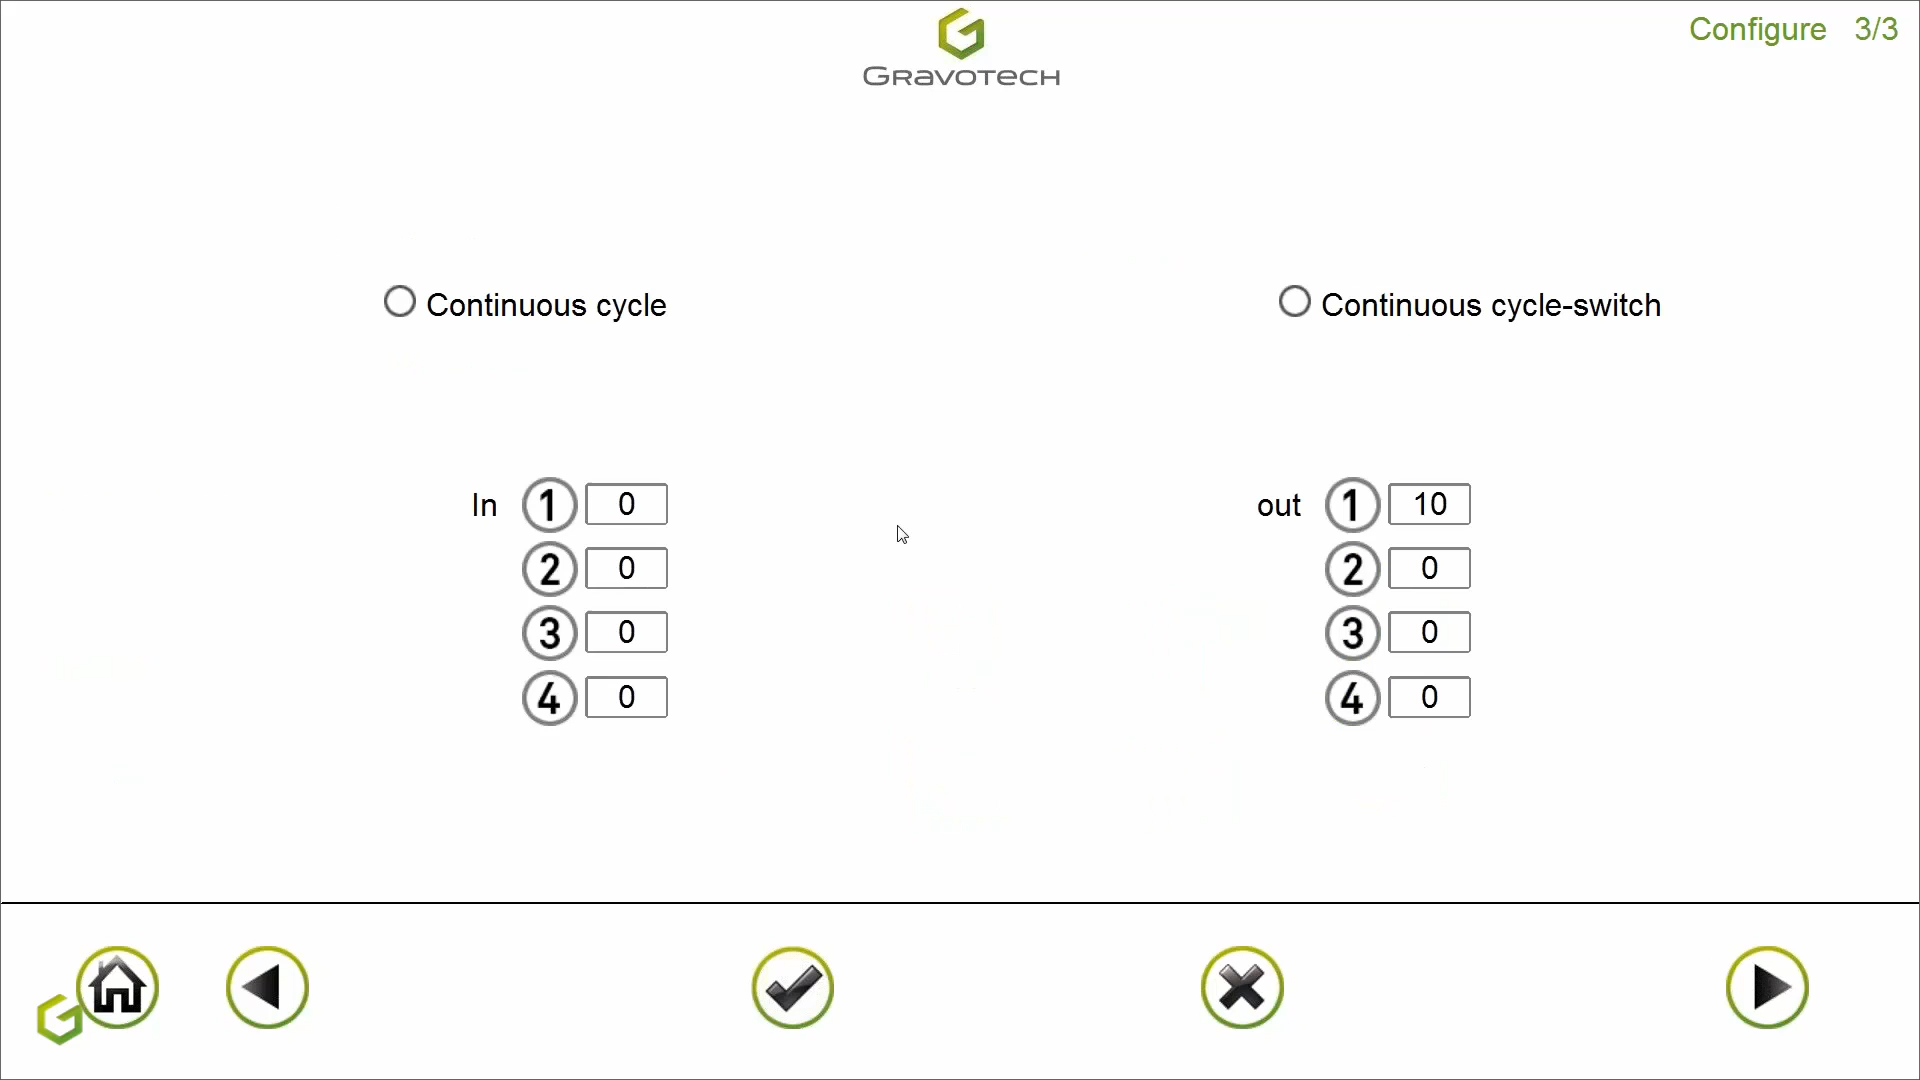 Configure 3/3
GRAVOTECH
Continuous cycle
Continuous cycle-switch
In 1 0
2 0
3 0
4 0
out 1 10
2 0
3 0
4 0